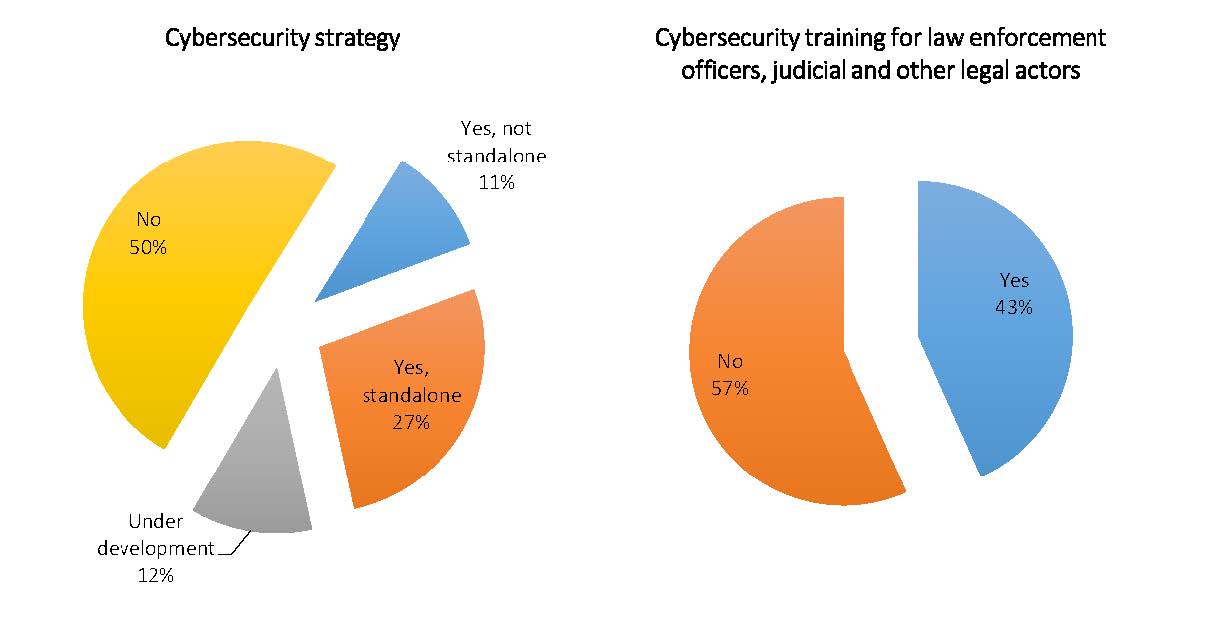 Cybersecurity strategy
Yes, not
standalone
11%
No
50%
Yes,
standalone
27%
Under
development
12%
Cybersecurity training for law enforcement
officers, judicial and other legal actors
Yes
43%
No
57%